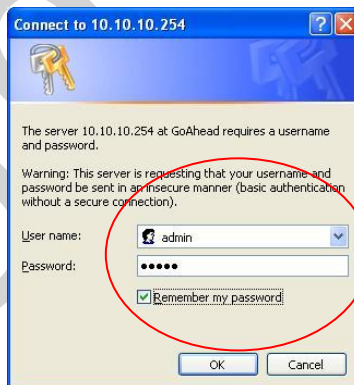 Connect to 10.10.10.254
The server 10.10.10.254 at GoAhead requires a username
and password.
Warning: This server is requesting that your username and
password be sent in an insecure manner (basic authentication
without a secure connection).
User name:
admin
Password:
●●●●●
Remember my password
OK
Cancel